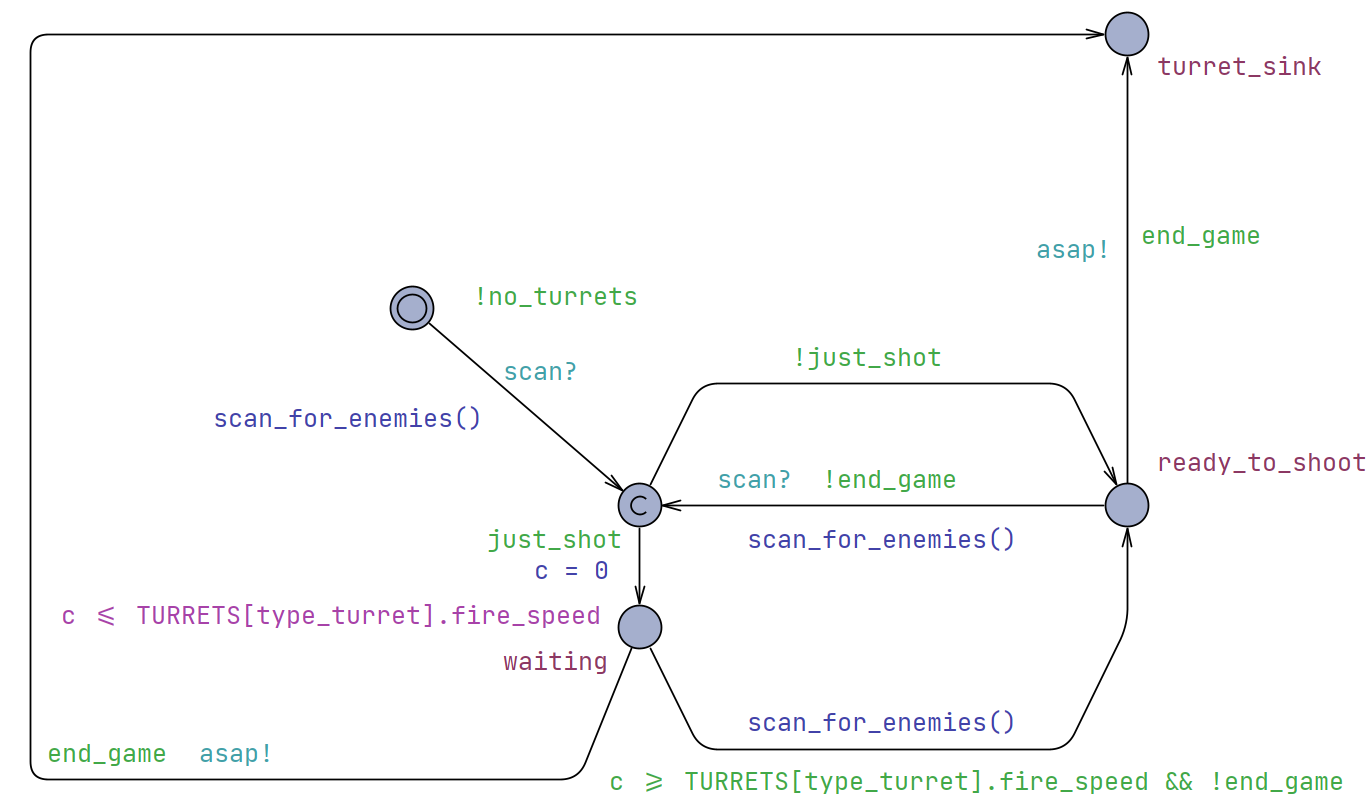 turret_sink
end_game
asap!
!no_turrets
!just_shot
scan?
scan_for_enemies()
ready_to_shoot
scan? !end_game
C
just_shot
scan_for_enemies()
c = 0
c ⩽ TURRETS[type_turret].fire_speed
waiting
scan_for_enemies()
end_game asap!
c ⩾ TURRETS[type_turret].fire_speed && !end_game